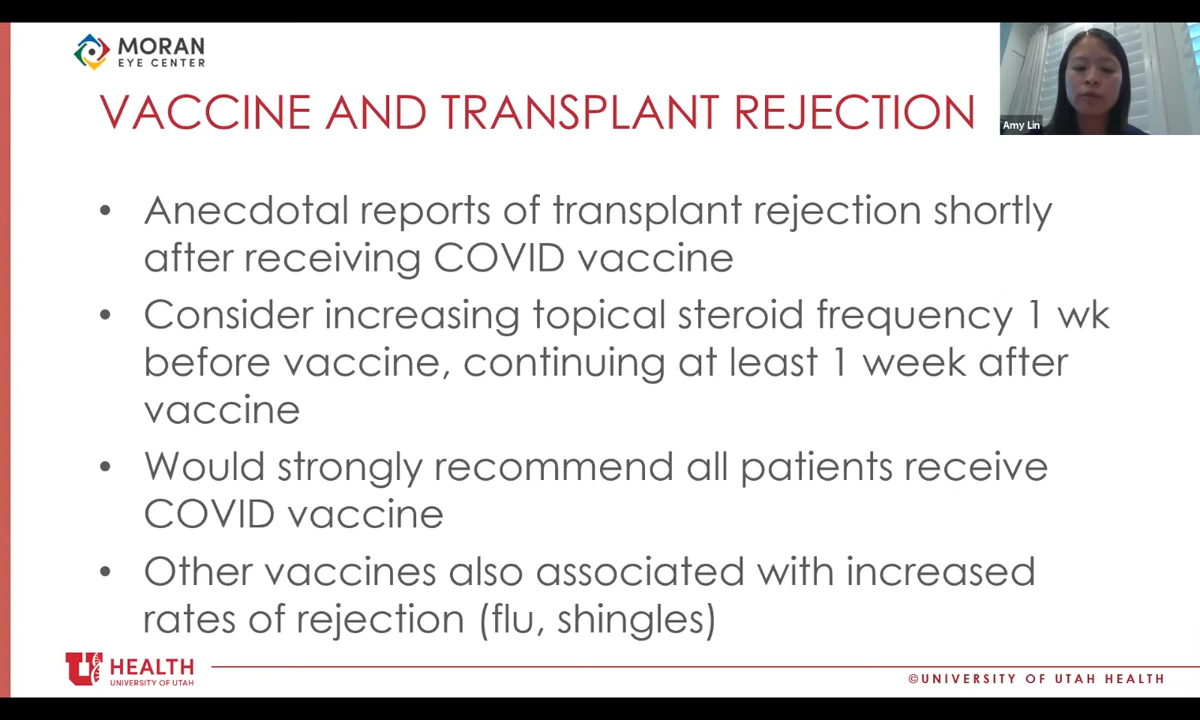 MORAN
EYE CENTER
VACCINE AND TRANSPLANT REJECTION
Amy Lin
• Anecdotal reports of transplant rejection shortly
after receiving COVID vaccine
• Consider increasing topical steroid frequency 1 wk
before vaccine, continuing at least 1 week after
vaccine
• Would strongly recommend all patients receive
COVID vaccine
• Other vaccines also associated with increased
rates of rejection (flu, shingles)
U HEALTH
UNIVERSITY OF UTAH
©UNIVERSITY OF UTAH HEALTH